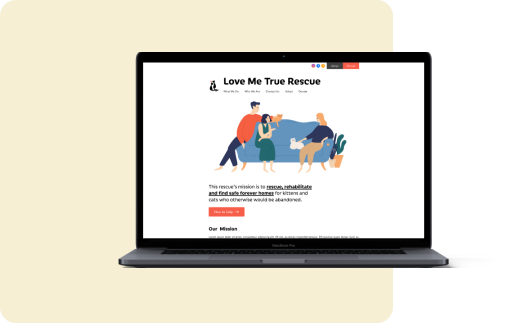 Love Me True Rescue
What We Do Who We Are Contact Us Adopt Donate
This rescue's mission is to rescue, rehabilitate
and find safe forever homes for kittens and
cats who otherwise would be abandoned.
How to help →
Our Mission
MacBook Pro